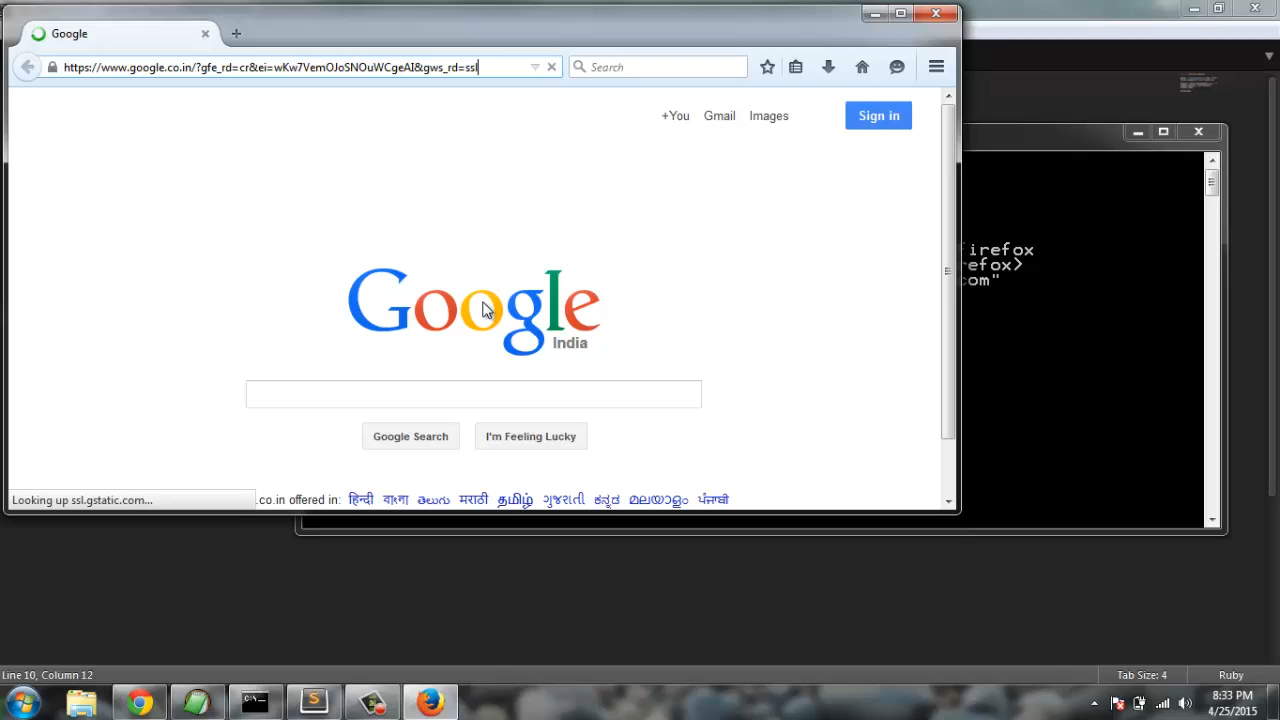 Google
https://www.google.co.in/?gfe_rd=cr&ei=wKw7VemOJoSNOuWCgeAI&gws_rd=ssl
Search
+You Gmail Images Sign in
Google
India
Google Search I'm Feeling Lucky
Looking up ssl.gstatic.com...
.co.in offered in: हिन्दी বাংলা తెలుగు मराठी தமிழ் ગુજરાતી ಕನ್ನಡ മലയാളം ਪੰਜਾਬੀ
firefox
refox>
com"
Line 10, Column 12
Tab Size: 4 Ruby
8:33 PM
4/25/2015